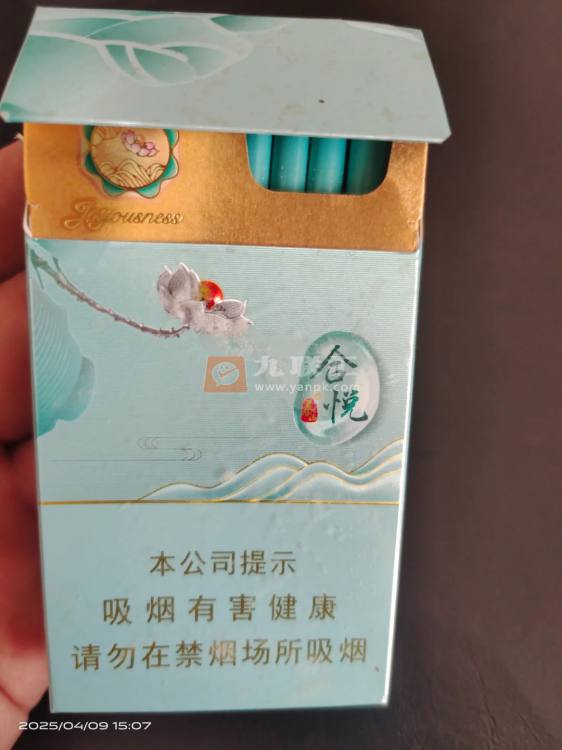 Joyousness
九联汇
www.yanpk.com
合悦
本公司提示
吸烟有害健康
请勿在禁烟场所吸烟
2025/04/09 15:07